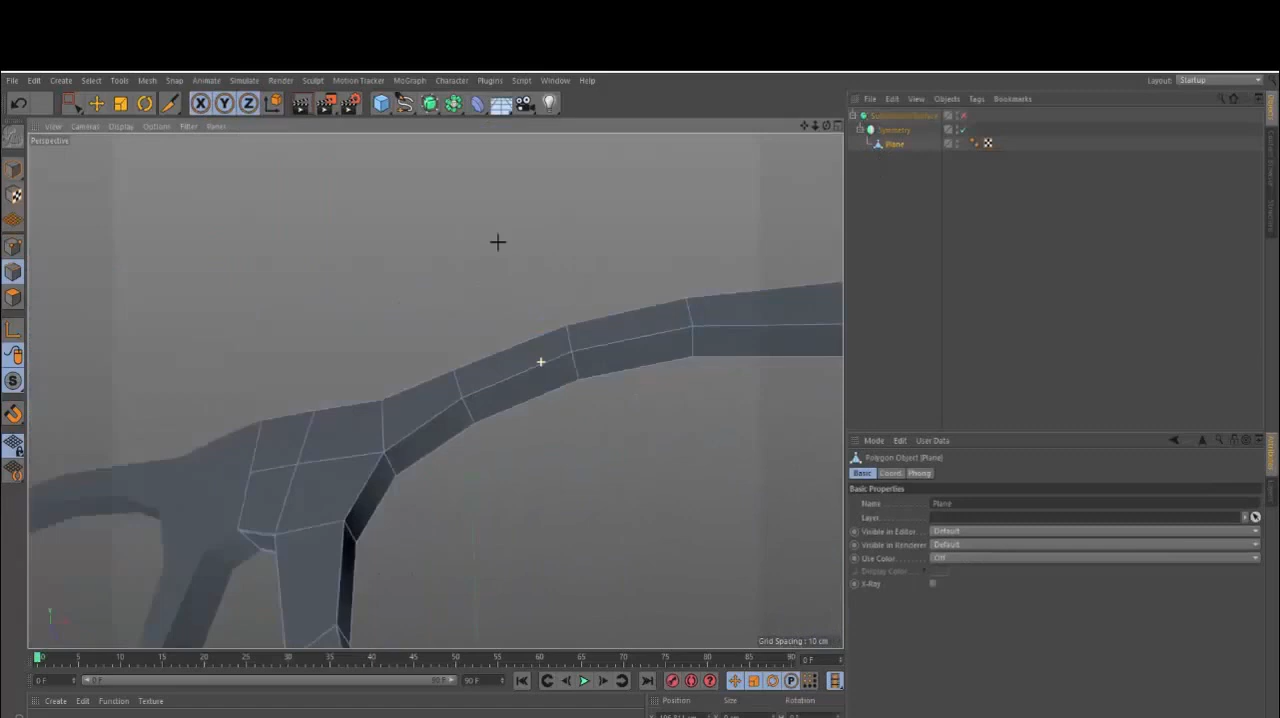 File Edit Create Select Tools Mesh Snap Animate Simulate Render Sculpt Motion Tracker MoGraph Character Plugins Script Window Help Layout: Startup
X Y Z
File Edit View Objects Tags Bookmarks
View Cameras Display Options Filter Panel
Perspective
Subdivision Surface
Symmetry
Plane
Mode Edit User Data
Polygon Object [Plane]
Basic Coord. Phong
Basic Properties
Name Plane
Layer
Visible in Editor Default
Visible in Renderer Default
Use Color Off
Display Color
X-Ray
Grid Spacing : 10 cm
0 5 10 15 20 25 30 35 40 45 50 55 60 65 70 75 80 85 90 0 F
0 F 0 F 90 F 90 F
Create Edit Function Texture
Position Size Rotation